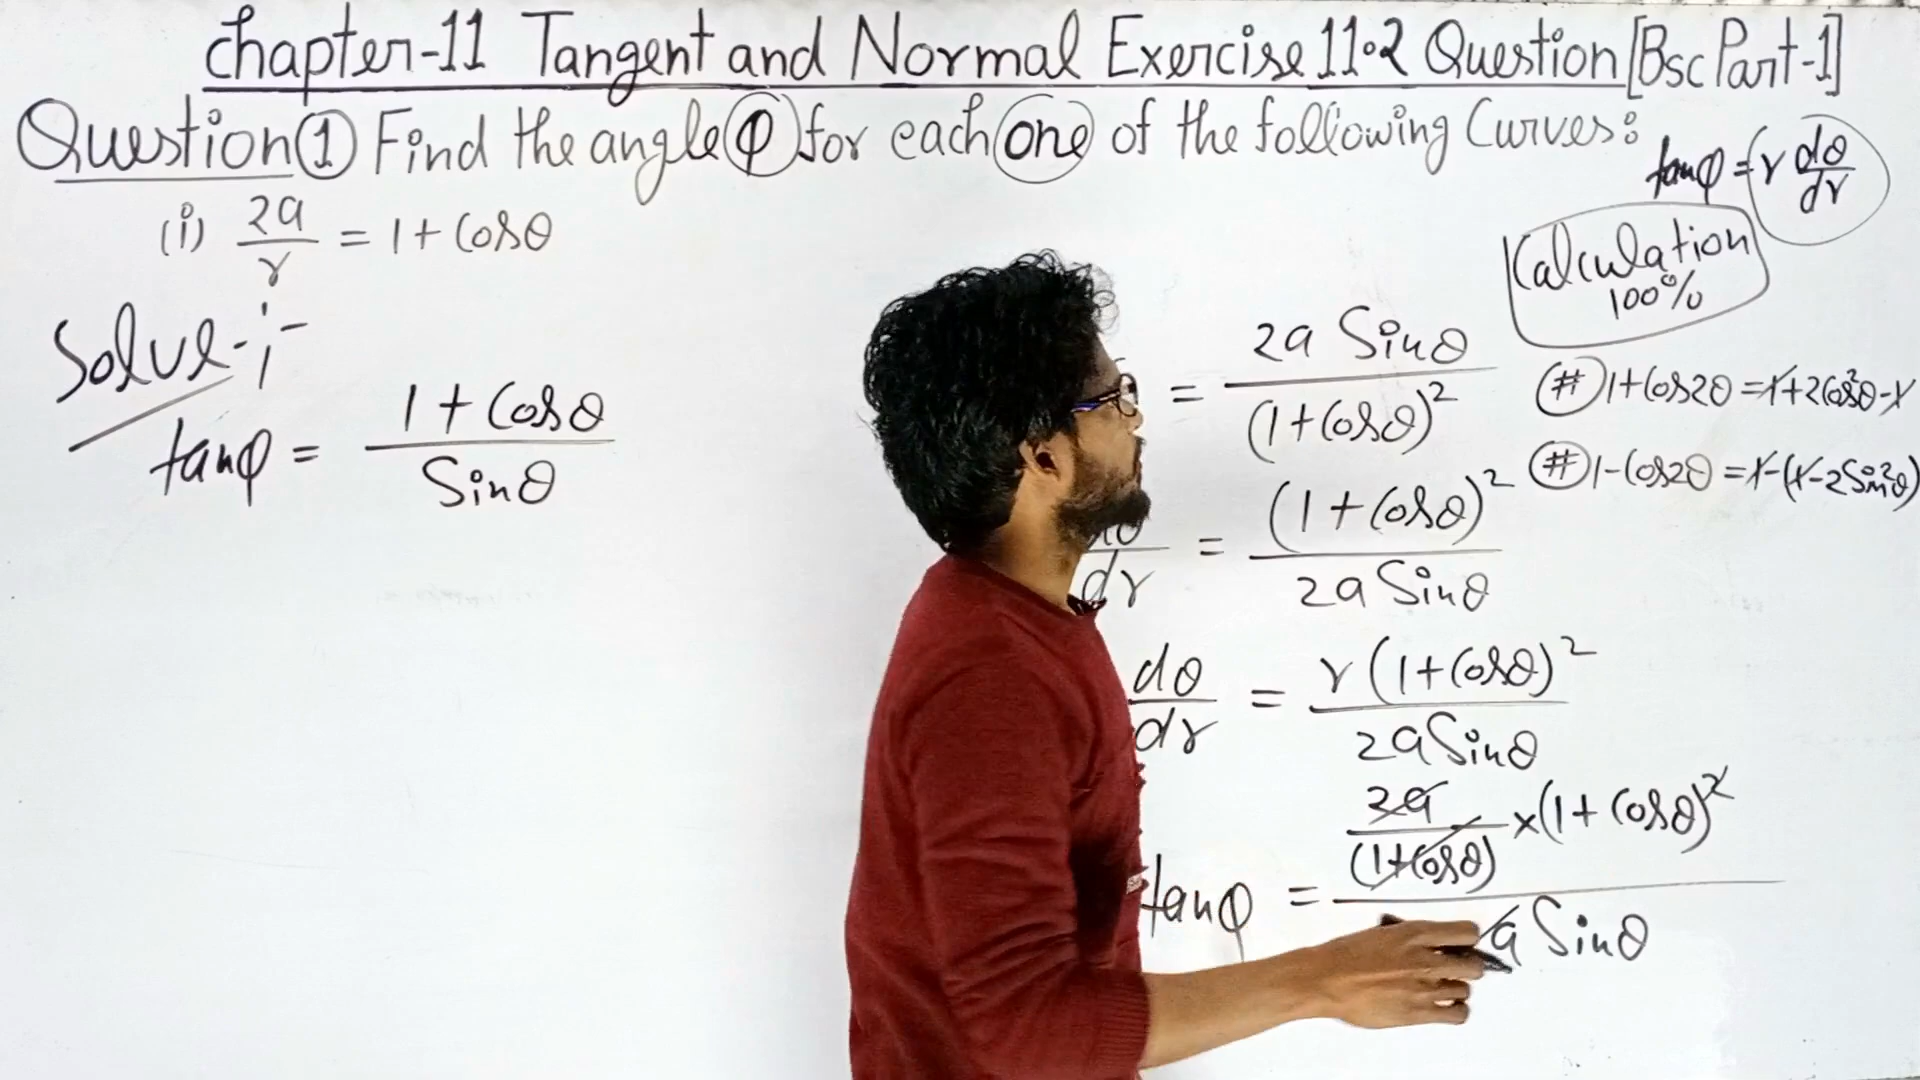 Chapter-11 Tangent and Normal Exercise 11.2 Question [Bsc Part-1]
Question ① Find the angle φ for each one of the following Curves:
tanφ = r dθ/dr
(i) 2a/r = 1 + Cosθ
Calculation
100%
Solve:-
tanφ = (1 + Cosθ)/Sinθ
= 2a Sinθ/(1+Cosθ)²
dθ/dr = (1+Cosθ)²/2a Sinθ
dθ/dr = r(1+Cosθ)²/2a Sinθ
tanφ = 2a/(1+Cosθ) × (1+Cosθ)² / a Sinθ
# 1+Cos2θ = 1+2Cos²θ-1
# 1-Cos2θ = 1-(1-2Sin²θ)